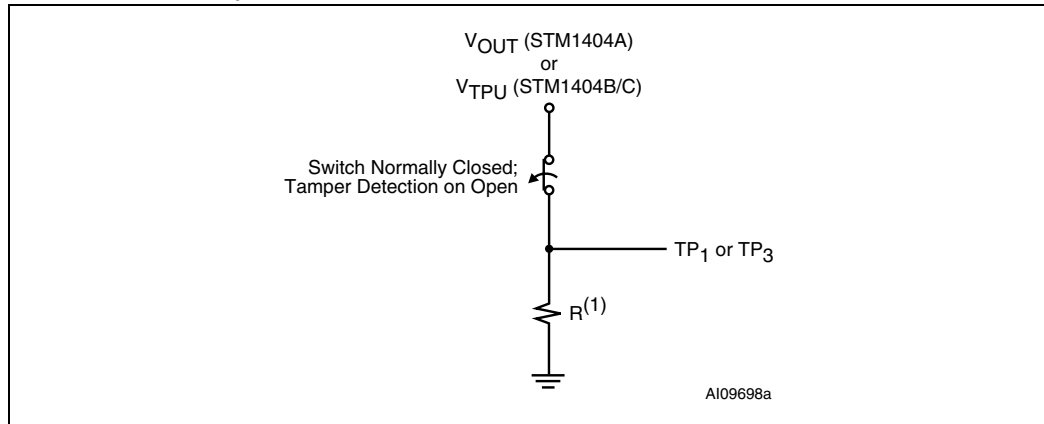 VOUT (STM1404A)
or
VTPU (STM1404B/C)
Switch Normally Closed;
Tamper Detection on Open
TP1 or TP3
R(1)
AI09698a